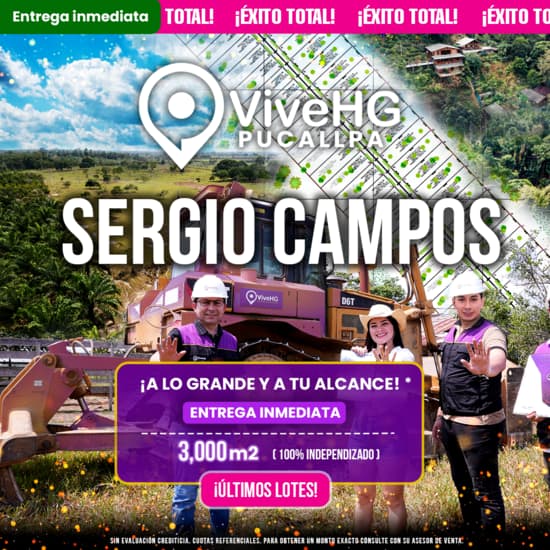 Entrega inmediata
TOTAL! ¡ÉXITO TOTAL! ¡ÉXITO TOTAL! ¡ÉXITO TO
ViveHG
PUCALLPA
SERGIO CAMPOS
ViveHG
D6T
¡A LO GRANDE Y A TU ALCANCE! *
ENTREGA INMEDIATA
3,000m2 ( 100% INDEPENDIZADO )
¡ÚLTIMOS LOTES!
SIN EVALUACIÓN CREDITICIA. CUOTAS REFERENCIALES. PARA OBTENER UN MONTO EXACTO CONSULTE CON SU ASESOR DE VENTA.